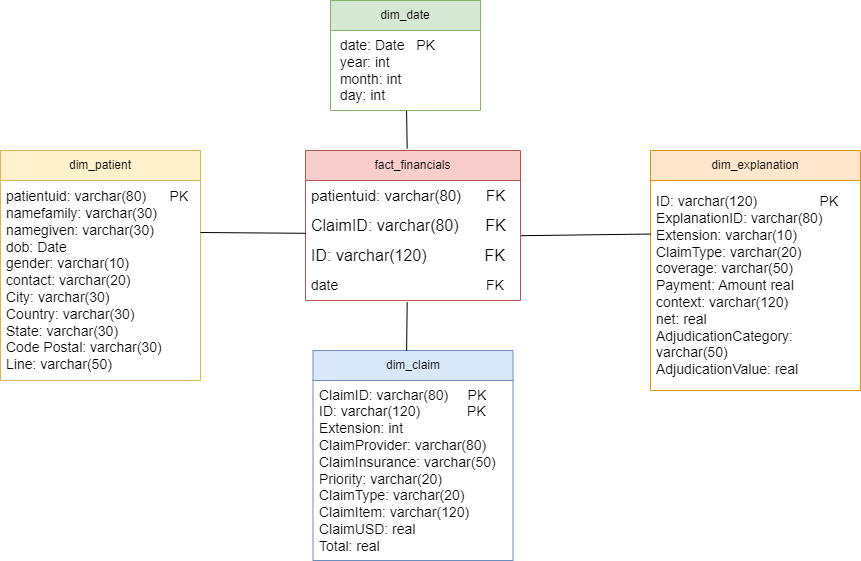 dim_date
date: Date PK
year: int
month: int
day: int
dim_patient
patientuid: varchar(80) PK
namefamily: varchar(30)
namegiven: varchar(30)
dob: Date
gender: varchar(10)
contact: varchar(20)
City: varchar(30)
Country: varchar(30)
State: varchar(30)
Code Postal: varchar(30)
Line: varchar(50)
fact_financials
patientuid: varchar(80) FK
ClaimID: varchar(80) FK
ID: varchar(120) FK
date FK
dim_explanation
ID: varchar(120) PK
ExplanationID: varchar(80)
Extension: varchar(10)
ClaimType: varchar(20)
coverage: varchar(50)
Payment: Amount real
context: varchar(120)
net: real
AdjudicationCategory:
varchar(50)
AdjudicationValue: real
dim_claim
ClaimID: varchar(80) PK
ID: varchar(120) PK
Extension: int
ClaimProvider: varchar(80)
ClaimInsurance: varchar(50)
Priority: varchar(20)
ClaimType: varchar(20)
ClaimItem: varchar(120)
ClaimUSD: real
Total: real